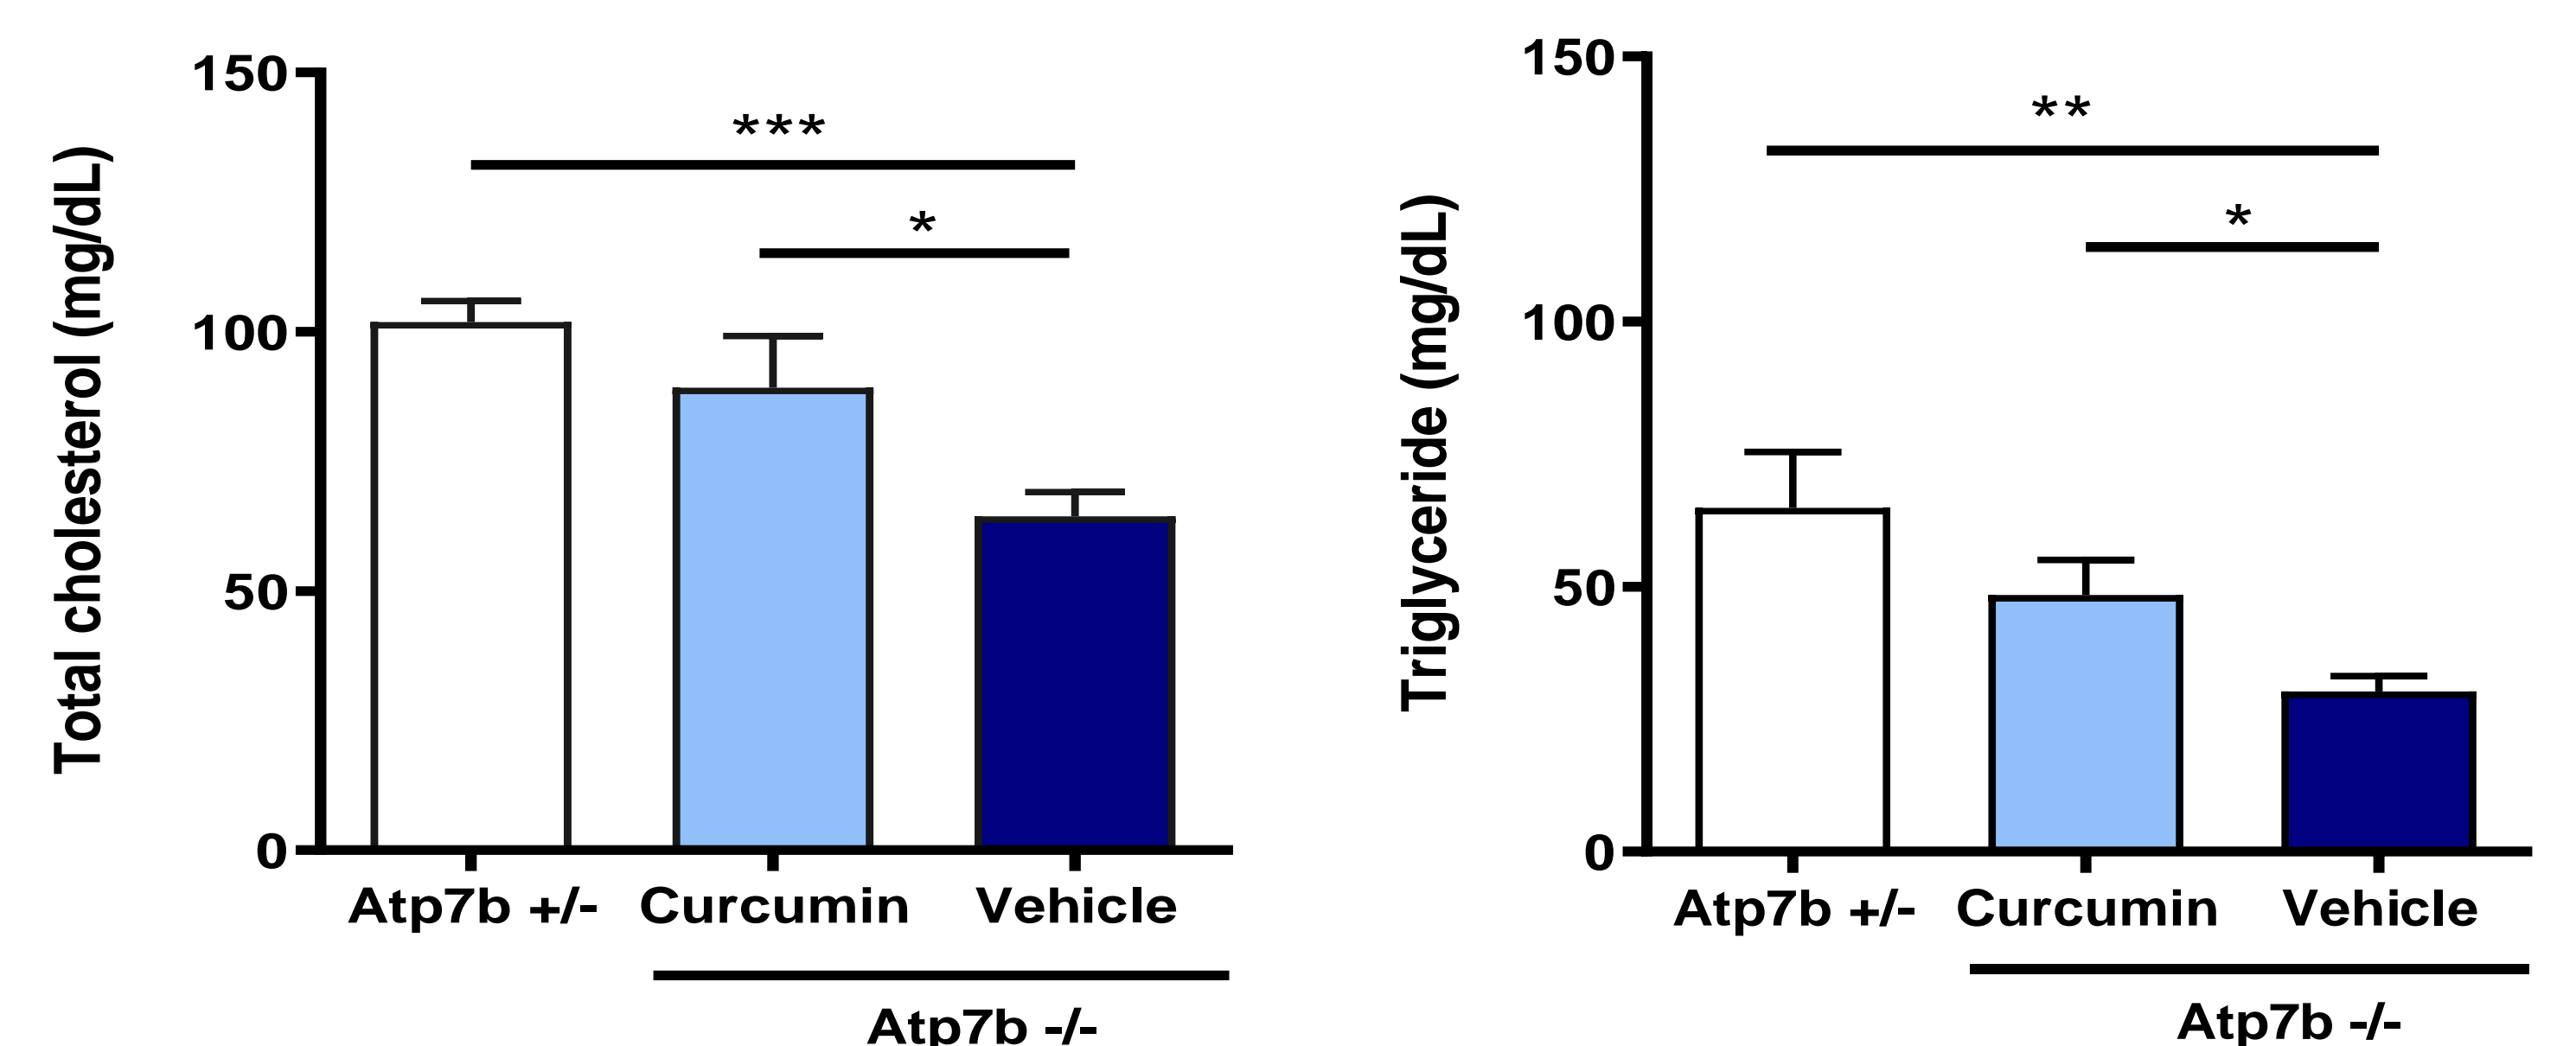 Total cholesterol (mg/dL)
150
100
50
0
***
*
Atp7b +/- Curcumin Vehicle
Atp7b -/-
Triglyceride (mg/dL)
150
100
50
0
**
*
Atp7b +/- Curcumin Vehicle
Atp7b -/-